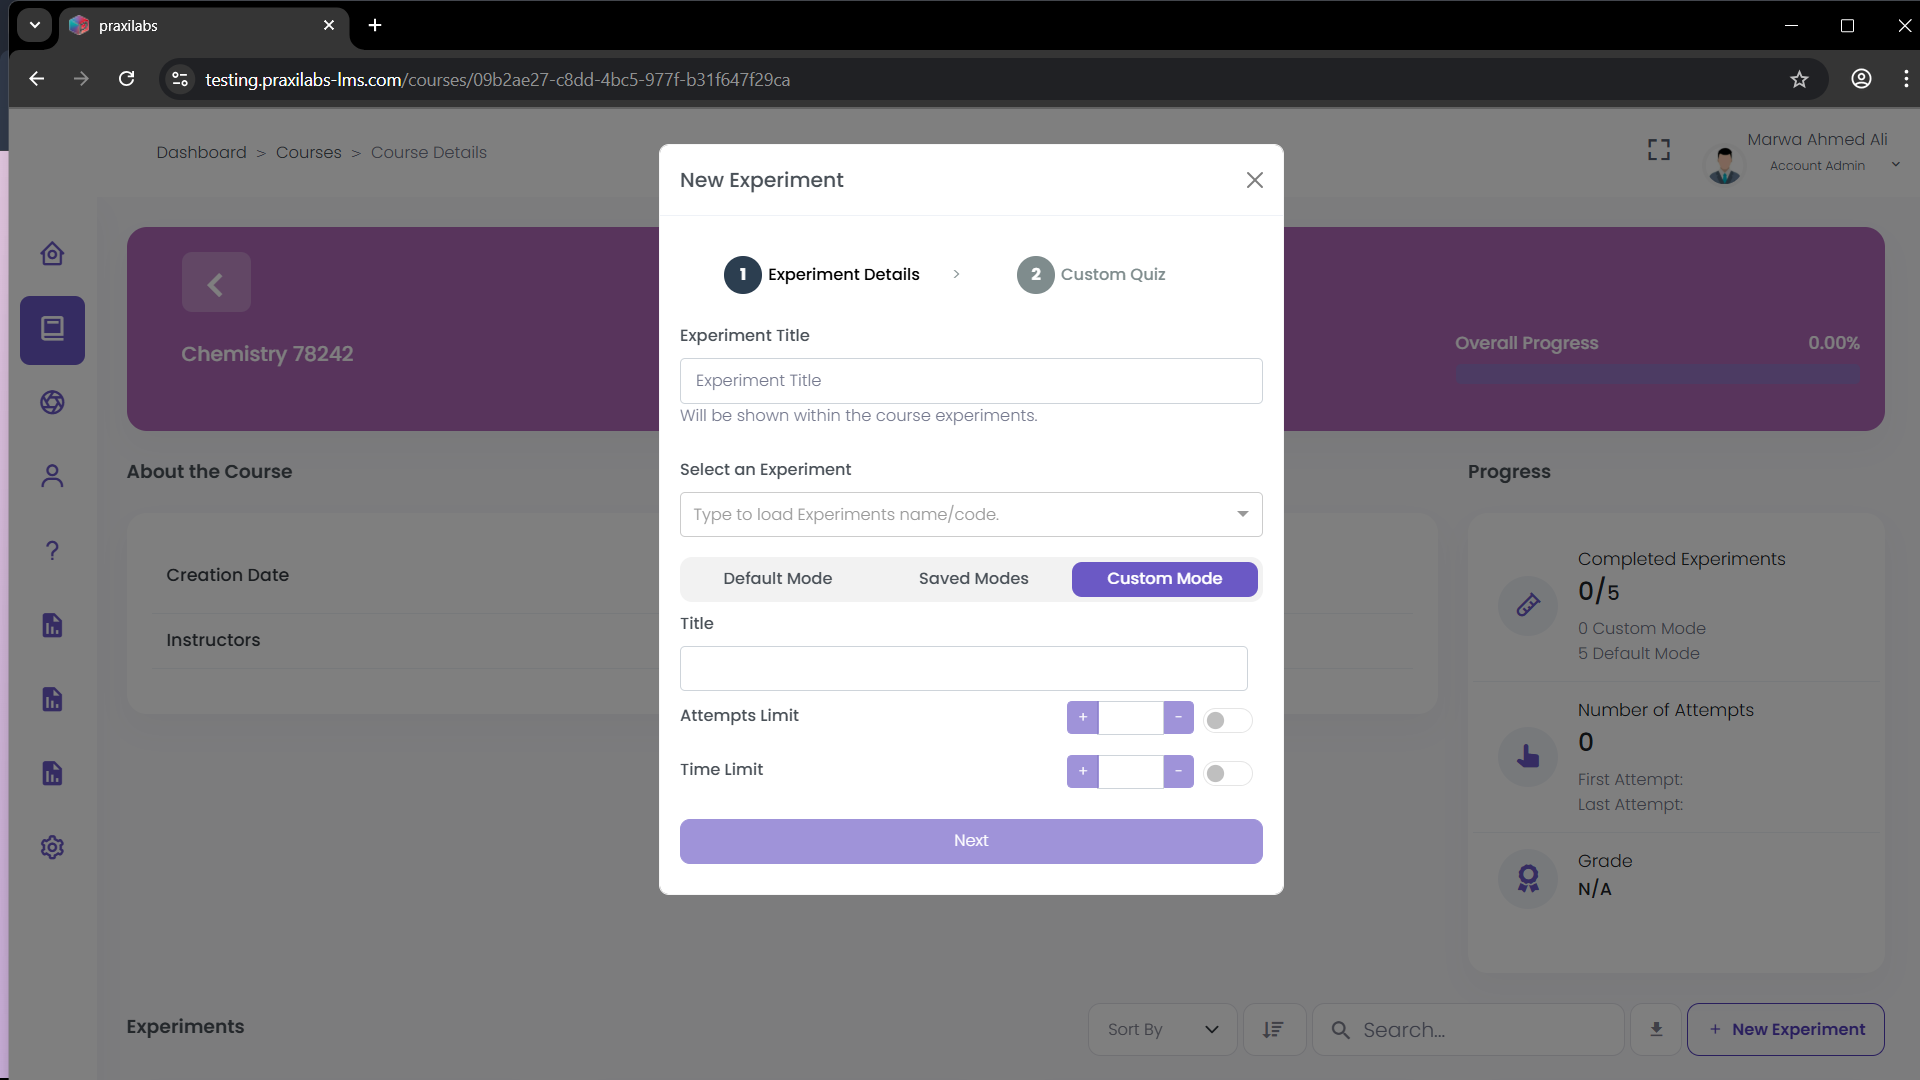 praxilabs
testing.praxilabs-lms.com/courses/09b2ae27-c8dd-4bc5-977f-b31f647f29ca
Dashboard > Courses > Course Details
Marwa Ahmed Ali
Account Admin
Chemistry 78242
Overall Progress 0.00%
About the Course
Creation Date
Instructors
New Experiment
1 Experiment Details > 2 Custom Quiz
Experiment Title
Experiment Title
Will be shown within the course experiments.
Select an Experiment
Type to load Experiments name/code.
Default Mode Saved Modes Custom Mode
Title
Attempts Limit + -
Time Limit + -
Next
Progress
Completed Experiments
0/5
0 Custom Mode
5 Default Mode
Number of Attempts
0
First Attempt:
Last Attempt:
Grade
N/A
Experiments
Sort By
Search...
+ New Experiment